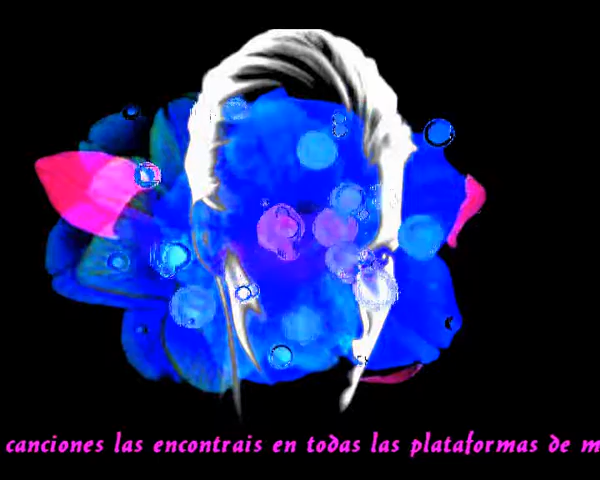 canciones las encontrais en todas las plataformas de m